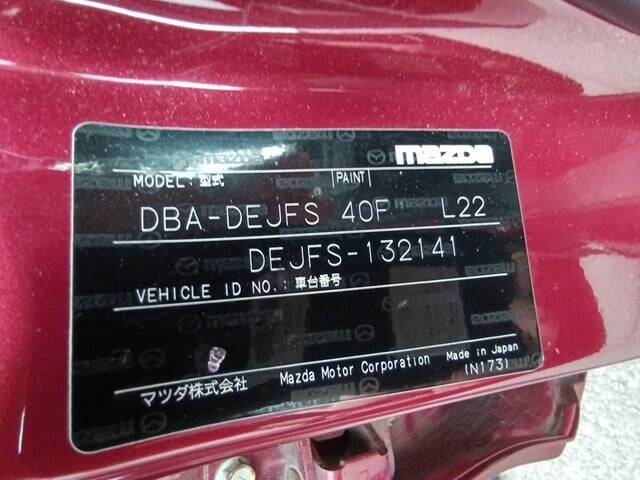 mazda
MODEL:型式 PAINT
DBA-DEJFS 40F L22
DEJFS-132141
VEHICLE ID NO.:車台番号
マツダ株式会社 Mazda Motor Corporation Made in Japan
(N173)